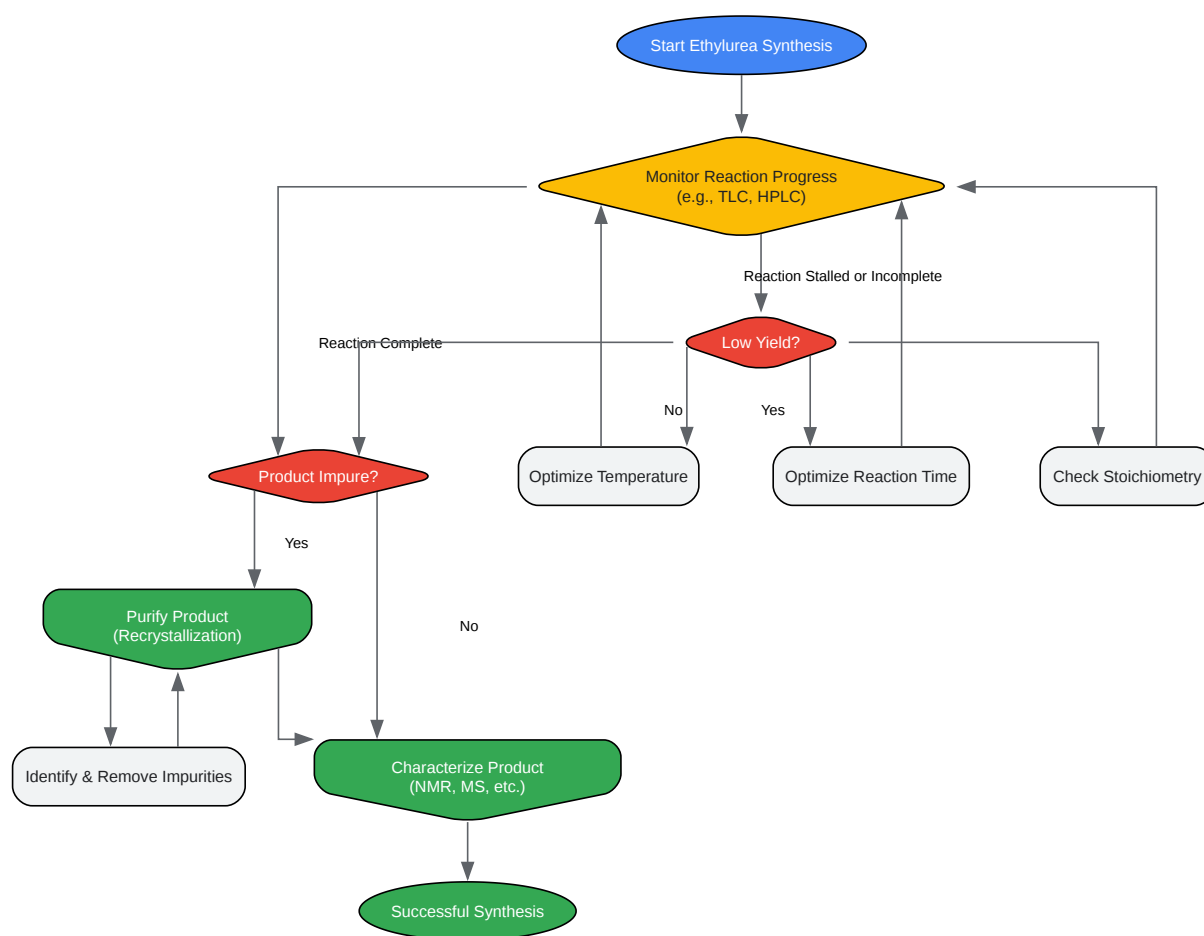 Start Ethylurea Synthesis
Monitor Reaction Progress
(e.g., TLC, HPLC)
Reaction Stalled or Incomplete
Low Yield?
Reaction Complete
No
Yes
Product Impure?
Optimize Temperature
Optimize Reaction Time
Check Stoichiometry
Yes
Purify Product
(Recrystallization)
No
Identify & Remove Impurities
Characterize Product
(NMR, MS, etc.)
Successful Synthesis